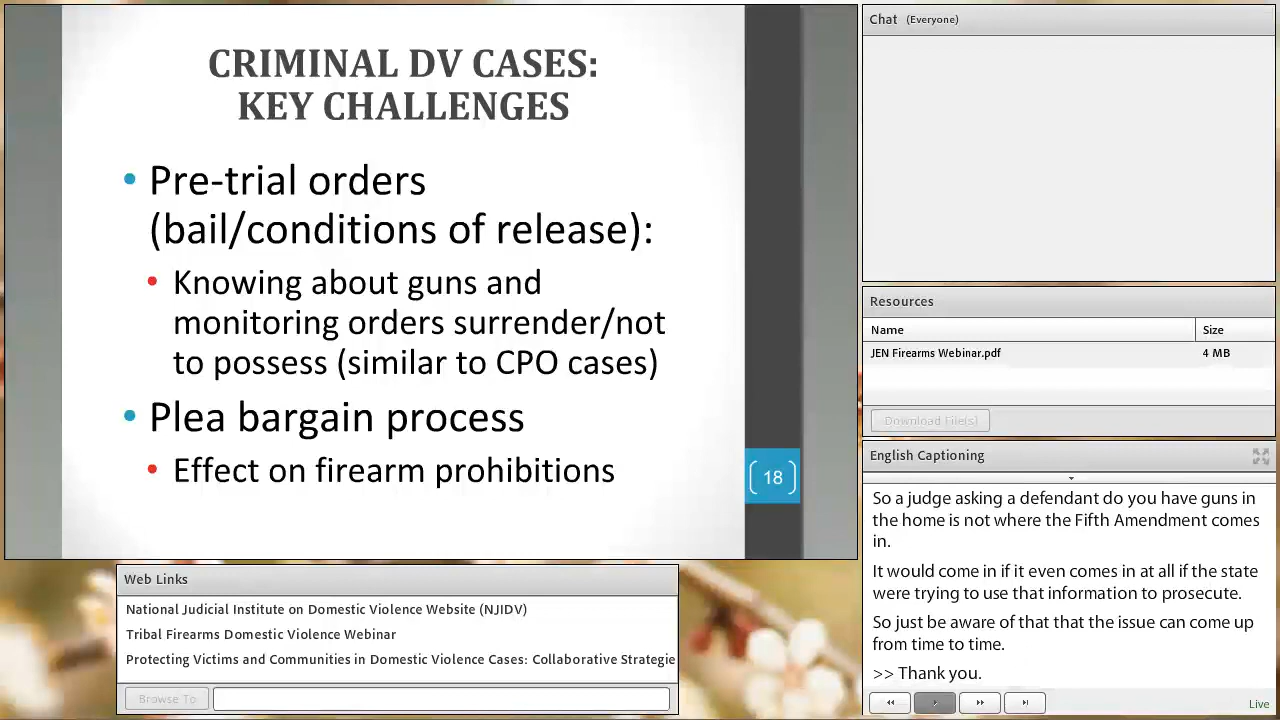 CRIMINAL DV CASES:
KEY CHALLENGES
• Pre-trial orders
(bail/conditions of release):
• Knowing about guns and
monitoring orders surrender/not
to possess (similar to CPO cases)
• Plea bargain process
• Effect on firearm prohibitions
18
Chat (Everyone)
Resources
Name Size
JEN Firearms Webinar.pdf 4 MB
Download File(s)
English Captioning
So a judge asking a defendant do you have guns in
the home is not where the Fifth Amendment comes
in.
It would come in if it even comes in at all if the state
were trying to use that information to prosecute.
So just be aware of that that the issue can come up
from time to time.
>> Thank you.
Live
Web Links
National Judicial Institute on Domestic Violence Website (NJIDV)
Tribal Firearms Domestic Violence Webinar
Protecting Victims and Communities in Domestic Violence Cases: Collaborative Strategie
Browse To